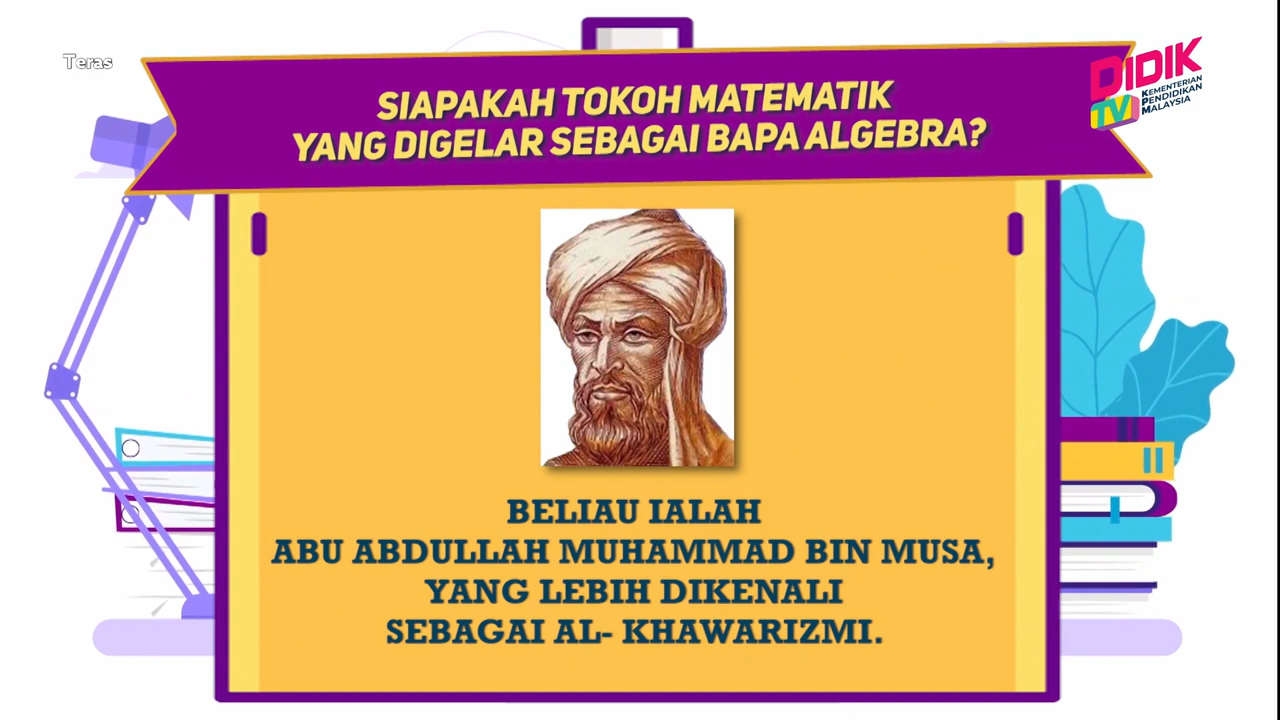 Teras
SIAPAKAH TOKOH MATEMATIK
YANG DIGELAR SEBAGAI BAPA ALGEBRA?
DIDIK
TV
KEMENTERIAN
PENDIDIKAN
MALAYSIA
BELIAU IALAH
ABU ABDULLAH MUHAMMAD BIN MUSA,
YANG LEBIH DIKENALI
SEBAGAI AL- KHAWARIZMI.